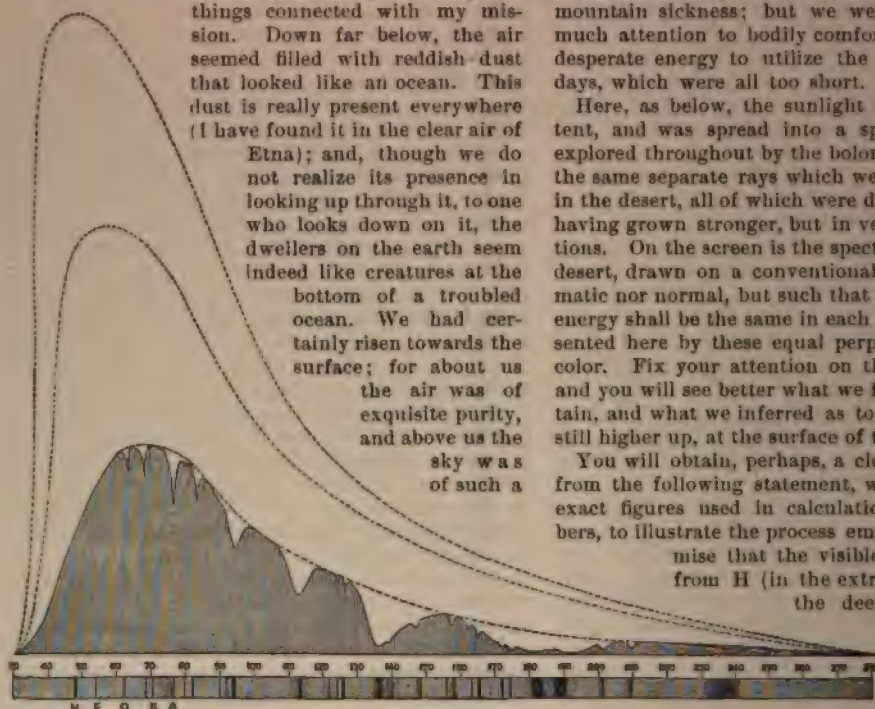 things connected with my mis-
sion. Down far below, the air
seemed filled with reddish dust
that looked like an ocean. This
dust is really present everywhere
(I have found it in the clear air of
Etna); and, though we do
not realize its presence in
looking up through it, to one
who looks down on it, the
dwellers on the earth seem
indeed like creatures at the
bottom of a troubled
ocean. We had cer-
tainly risen towards the
surface; for about us
the air was of
exquisite purity,
and above us the
sky was
of such a
mountain sickness; but we we
much attention to bodily comfor
desperate energy to utilize the
days, which were all too short.
Here, as below, the sunlight
tent, and was spread into a sp
explored throughout by the bolon
the same separate rays which we
in the desert, all of which were d
having grown stronger, but in ve
tions. On the screen is the spect
desert, drawn on a conventional
matic nor normal, but such that
energy shall be the same in each
sented here by these equal perp
color. Fix your attention on th
and you will see better what we f
tain, and what we inferred as to
still higher up, at the surface of t
You will obtain, perhaps, a cle
from the following statement, w
exact figures used in calculatio
bers, to illustrate the process em
mise that the visible
from H (in the extr
the dee
40 60 70 80 100 120 140
H F D B A